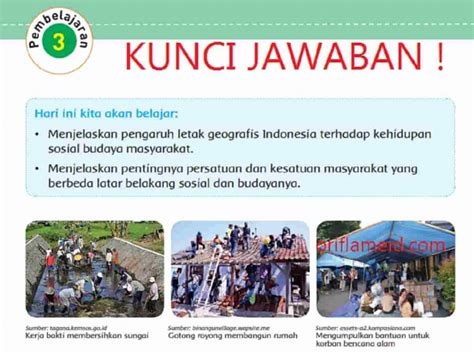 Pembelajaran
3
KUNCI JAWABAN !
Hari ini kita akan belajar:
• Menjelaskan pengaruh letak geografis Indonesia terhadap kehidupan
sosial budaya masyarakat.
• Menjelaskan pentingnya persatuan dan kesatuan masyarakat yang
berbeda latar belakang sosial dan budayanya.
priflameid.com
Sumber: tagana.kemsos.go.id
Kerja bakti membersihkan sungai
Sumber: binangunvillage.wapsite.me
Gotong royong membangun rumah
Sumber: assets-a2.kompasiana.com
Mengumpulkan bantuan untuk
korban bencana alam